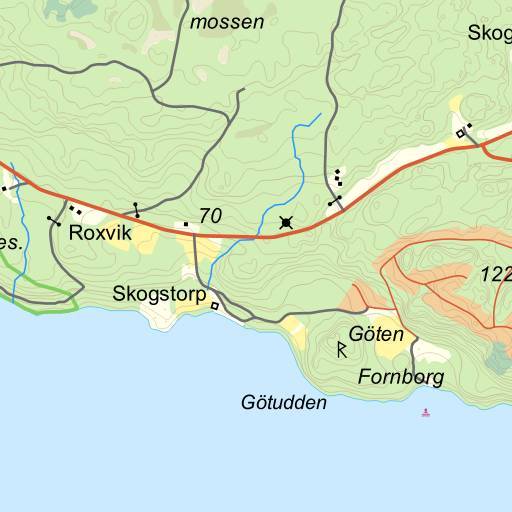 mossen
Skog
70
Roxvik
es.
122
Skogstorp
Göten
Fornborg
Götudden